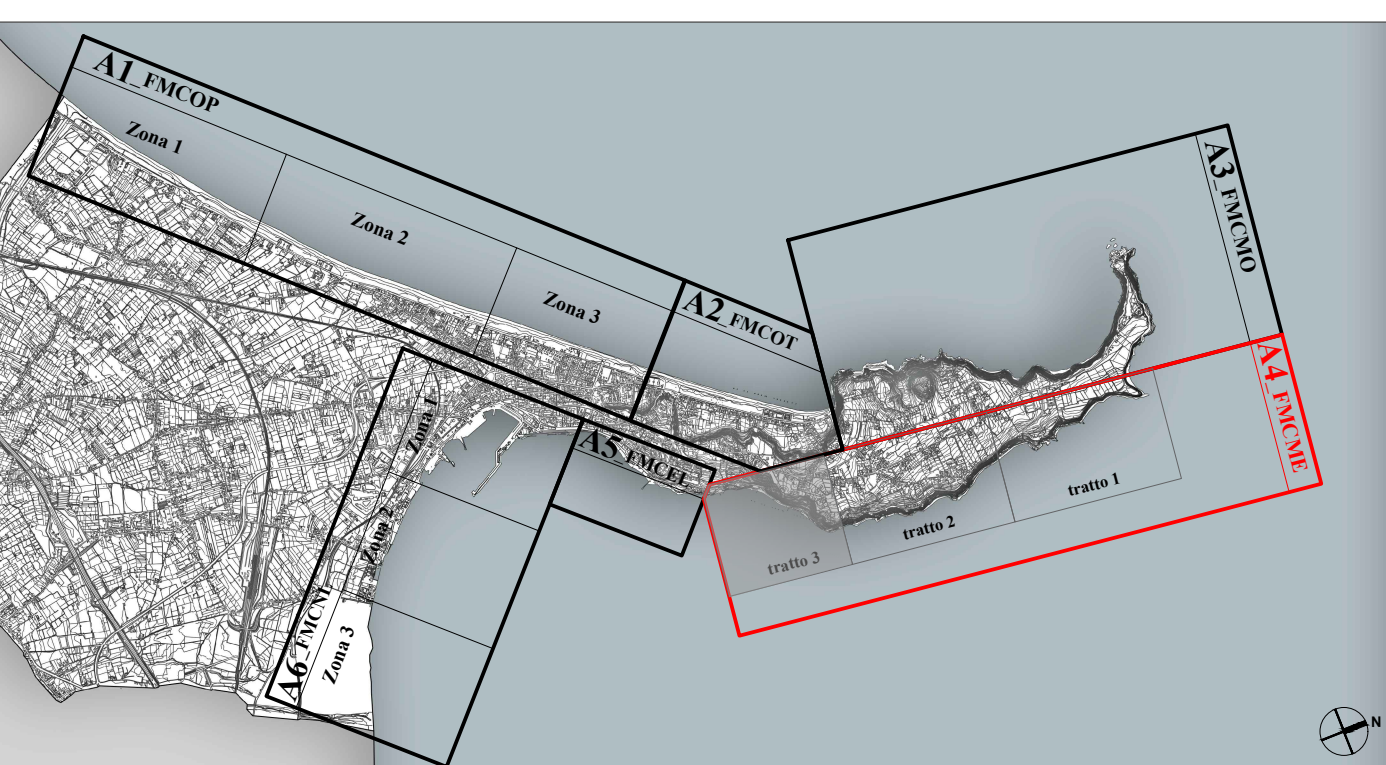 A1_FMCOP
Zona 1
Zona 2
Zona 3
A2_FMCOT
A3_FMCMO
A4_FMCME
tratto 1
tratto 2
tratto 3
A5_FMCEL
Zona 1
Zona 2
Zona 3
A6_FMCNL
N